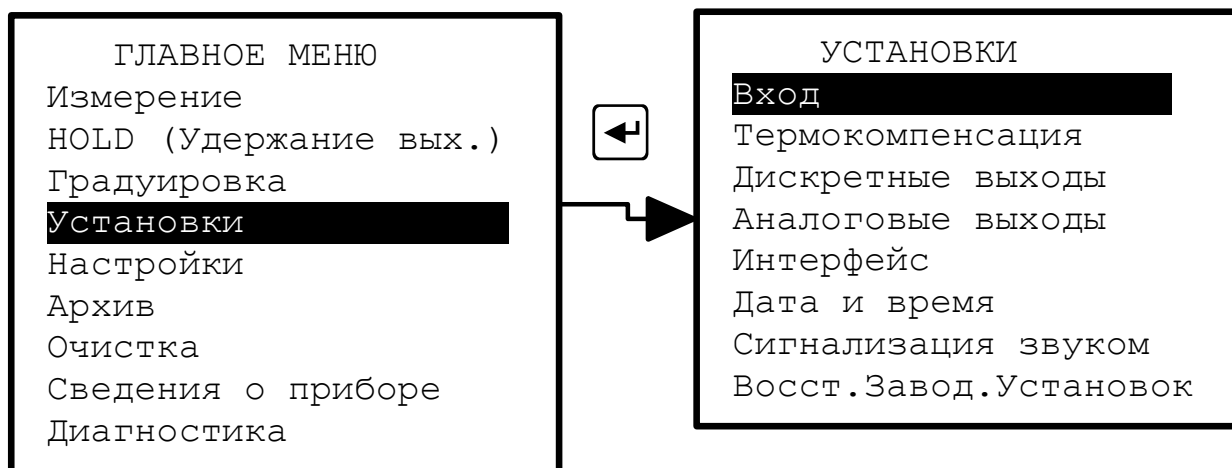 ГЛАВНОЕ МЕНЮ
Измерение
HOLD (Удержание вых.)
Градуировка
Установки
Настройки
Архив
Очистка
Сведения о приборе
Диагностика
УСТАНОВКИ
Вход
Термокомпенсация
Дискретные выходы
Аналоговые выходы
Интерфейс
Дата и время
Сигнализация звуком
Восст.Завод.Установок